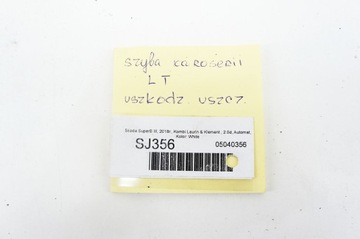 szyba karoserii
LT
uszkodz. uszcz.
Skoda SuperB III, 2018r., Kombi Laurin & Klement , 2.0d, Automat,
Kolor: White
SJ356
05040356